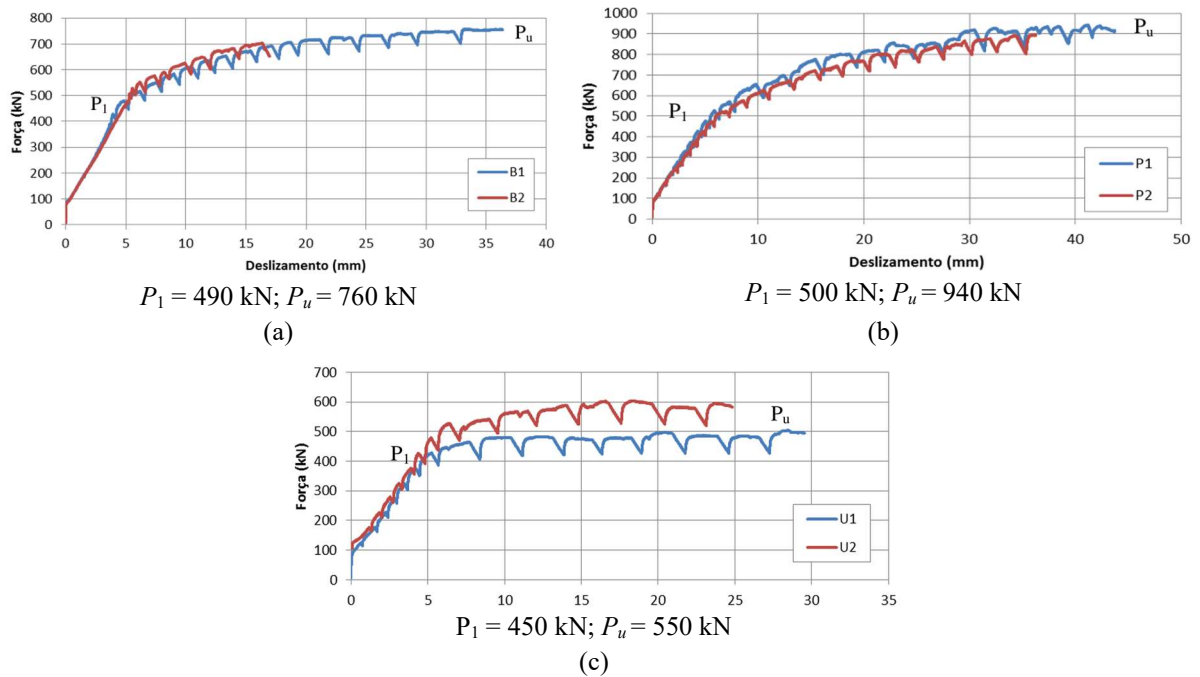 800
700
600
500
400
300
200
100
0
Força (kN)
P1
Pu
B1
B2
0 5 10 15 20 25 30 35 40
Deslizamento (mm)
P1 = 490 kN; Pu = 760 kN
(a)
1000
900
800
700
600
500
400
300
200
100
0
Força (kN)
P1
Pu
P1
P2
0 10 20 30 40 50
Deslizamento (mm)
P1 = 500 kN; Pu = 940 kN
(b)
700
600
500
400
300
200
100
0
Força (kN)
P1
Pu
U1
U2
0 5 10 15 20 25 30 35
P1 = 450 kN; Pu = 550 kN
(c)